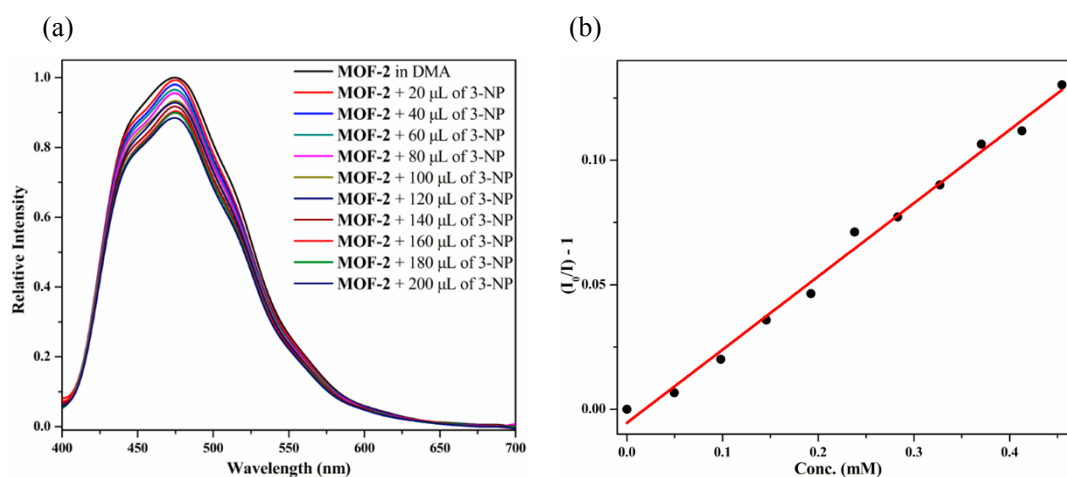 (a)
(b)
MOF-2 in DMA
MOF-2 + 20 μL of 3-NP
MOF-2 + 40 μL of 3-NP
MOF-2 + 60 μL of 3-NP
MOF-2 + 80 μL of 3-NP
MOF-2 + 100 μL of 3-NP
MOF-2 + 120 μL of 3-NP
MOF-2 + 140 μL of 3-NP
MOF-2 + 160 μL of 3-NP
MOF-2 + 180 μL of 3-NP
MOF-2 + 200 μL of 3-NP
Relative Intensity
1.0
0.8
0.6
0.4
0.2
0.0
400 450 500 550 600 650 700
Wavelength (nm)
(I₀/I) - 1
0.10
0.05
0.00
0.0 0.1 0.2 0.3 0.4
Conc. (mM)